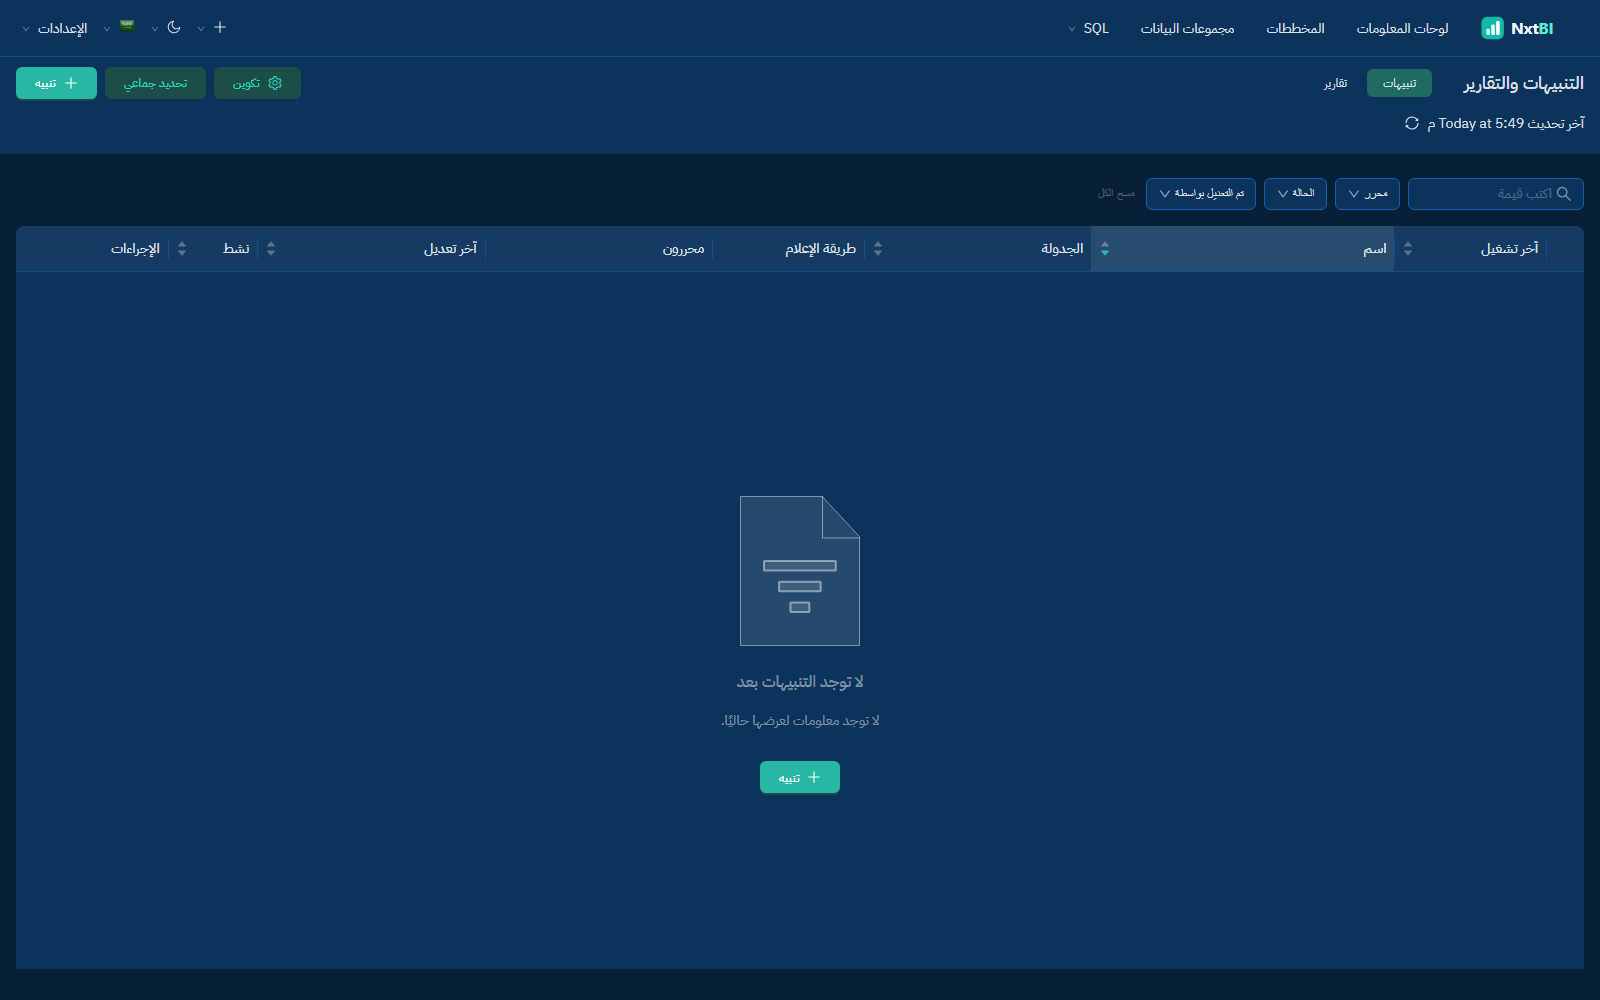 NxtBI لوحات المعلومات المخططات مجموعات البيانات SQL الإعدادات
التنبيهات والتقارير تنبيهات تقارير تكوين تحديد جماعي تنبيه
آخر تحديث Today at 5:49 م
اكتب قيمة محرر الحالة تم التعديل بواسطة مسح الكل
آخر تشغيل اسم الجدولة طريقة الإعلام محررون آخر تعديل نشط الإجراءات
لا توجد التنبيهات بعد
لا توجد معلومات لعرضها حاليًا.
تنبيه